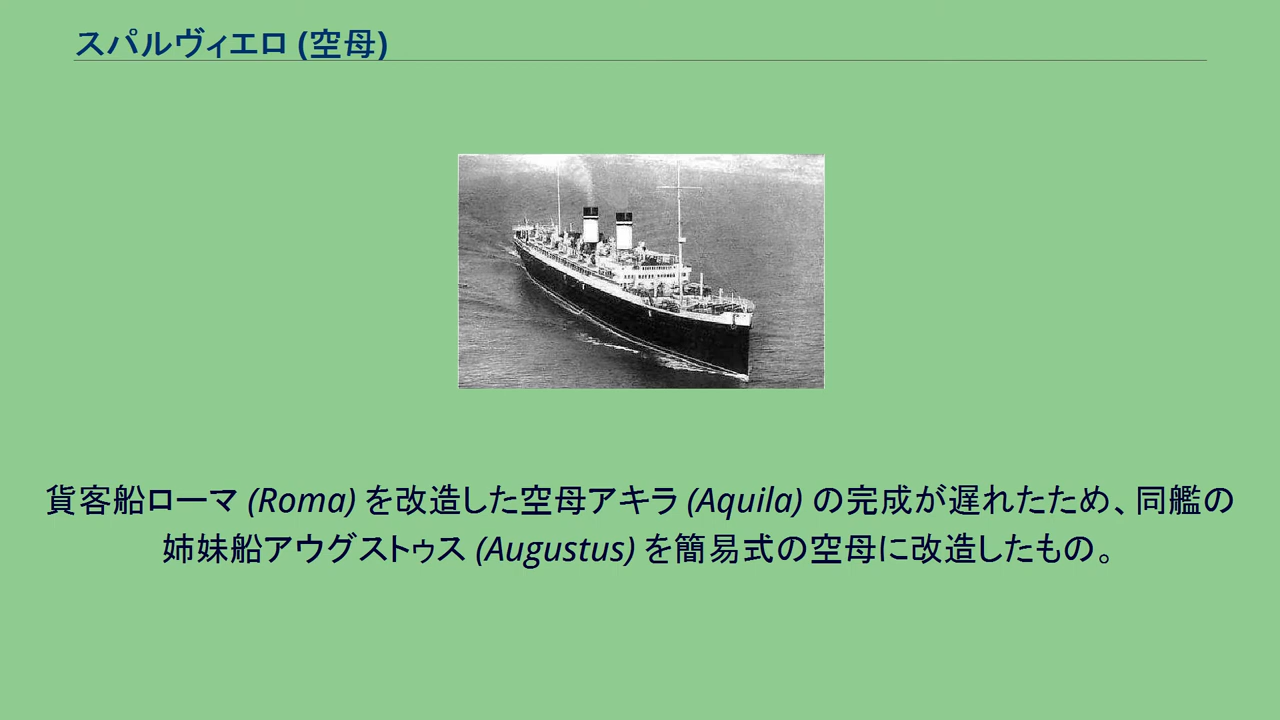 スパルヴィエロ (空母)
貨客船ローマ (Roma) を改造した空母アキラ (Aquila) の完成が遅れたため、同艦の
姉妹船アウグストゥス (Augustus) を簡易式の空母に改造したもの。